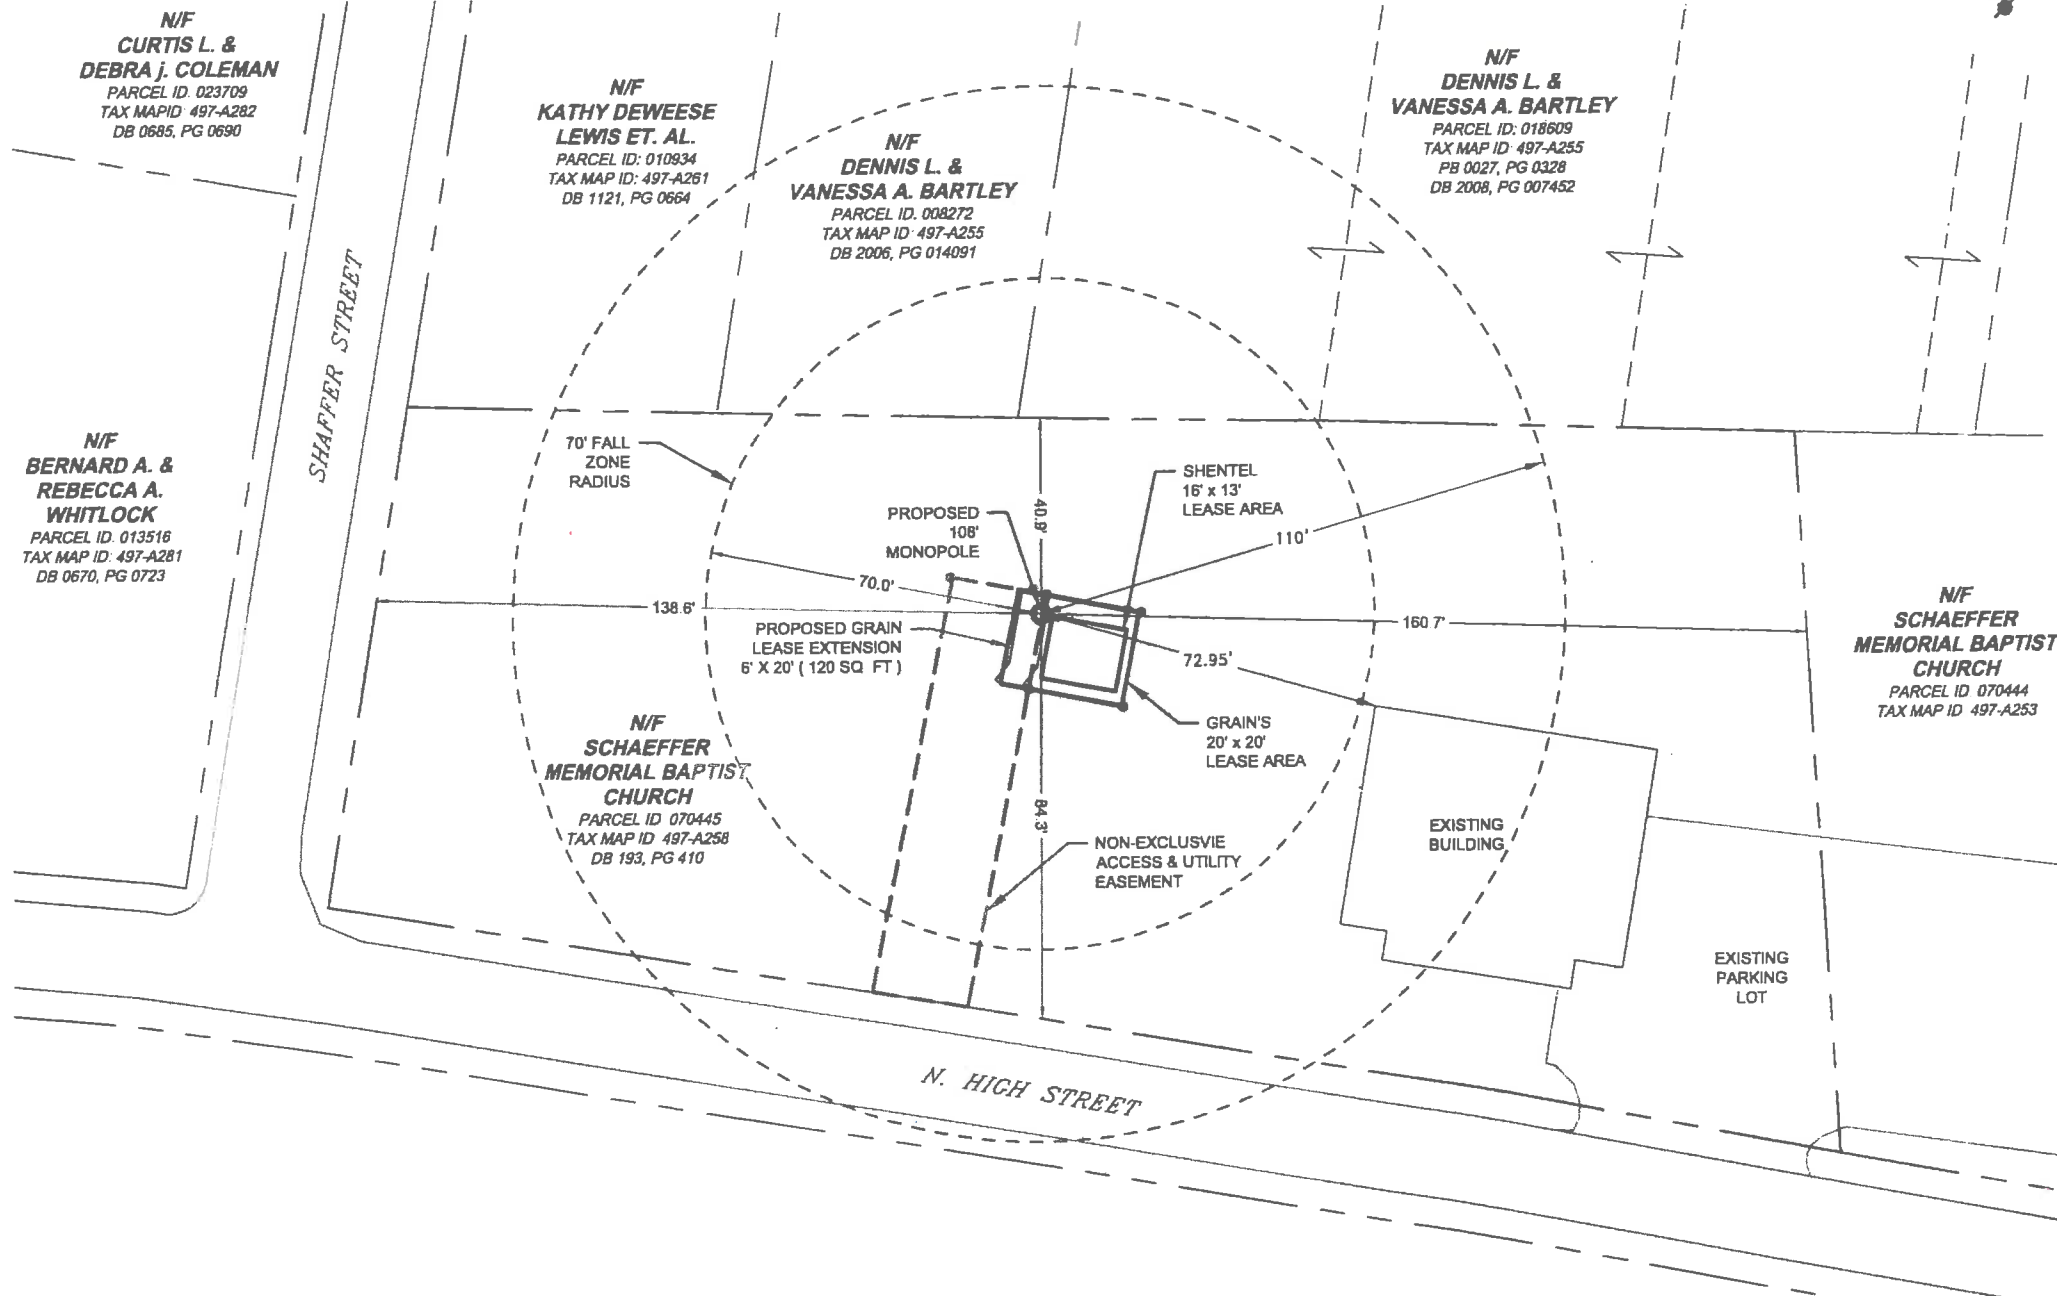 N/F
CURTIS L. &
DEBRA j. COLEMAN
PARCEL ID. 023709
TAX MAPID 497-A282
DB 0685, PG 0690
N/F
KATHY DEWEESE
LEWIS ET. AL.
PARCEL ID: 010934
TAX MAP ID: 497-A261
DB 1121, PG 0664
N/F
DENNIS L. &
VANESSA A. BARTLEY
PARCEL ID. 008272
TAX MAP ID: 497-A255
DB 2006, PG 014091
N/F
DENNIS L. &
VANESSA A. BARTLEY
PARCEL ID: 018609
TAX MAP ID: 497-A255
PB 0027, PG 0328
DB 2008, PG 007452
SHAFFER STREET
N/F
BERNARD A. &
REBECCA A.
WHITLOCK
PARCEL ID. 013516
TAX MAP ID: 497-A281
DB 0670, PG 0723
70' FALL
ZONE
RADIUS
PROPOSED
108'
MONOPOLE
40.9'
SHENTEL
16' x 13'
LEASE AREA
110'
70.0'
138.6'
160.7'
72.95'
PROPOSED GRAIN
LEASE EXTENSION
6' X 20' ( 120 SQ FT )
GRAIN'S
20' x 20'
LEASE AREA
N/F
SCHAEFFER
MEMORIAL BAPTIST
CHURCH
PARCEL ID 070444
TAX MAP ID 497-A253
N/F
SCHAEFFER
MEMORIAL BAPTIST
CHURCH
PARCEL ID 070445
TAX MAP ID 497-A258
DB 193, PG 410
84.3'
NON-EXCLUSVIE
ACCESS & UTILITY
EASEMENT
EXISTING
BUILDING
EXISTING
PARKING
LOT
N. HIGH STREET